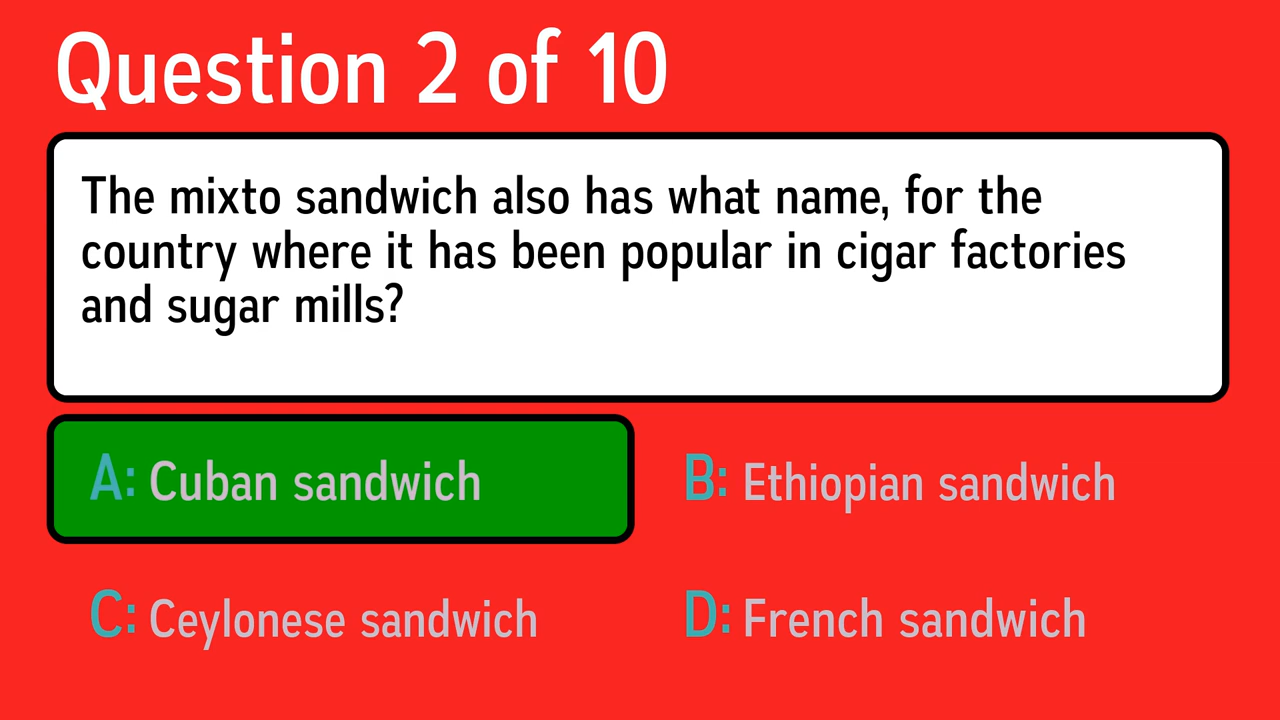 Question 2 of 10
The mixto sandwich also has what name, for the
country where it has been popular in cigar factories
and sugar mills?
A: Cuban sandwich
B: Ethiopian sandwich
C: Ceylonese sandwich
D: French sandwich